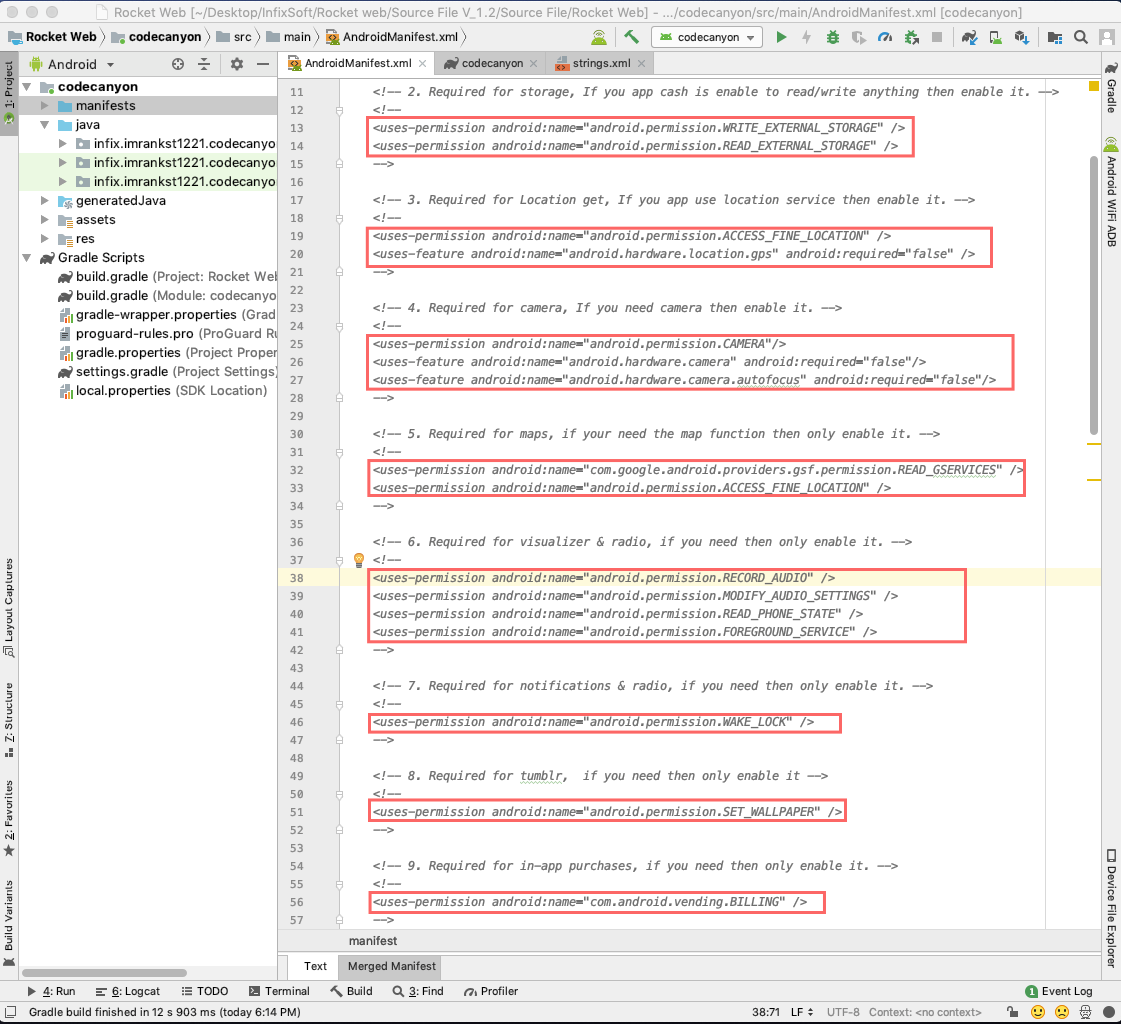 Rocket Web [~/Desktop/InfixSoft/Rocket web/Source File V_1.2/Source File/Rocket Web] - .../codecanyon/src/main/AndroidManifest.xml [codecanyon]
Rocket Web codecanyon src main AndroidManifest.xml codecanyon
1: Project
Android
AndroidManifest.xml codecanyon strings.xml
codecanyon
manifests
java
infix.imrankst1221.codecanyo
infix.imrankst1221.codecanyo
infix.imrankst1221.codecanyo
generatedJava
assets
res
Gradle Scripts
build.gradle (Project: Rocket Web
build.gradle (Module: codecanyo
gradle-wrapper.properties (Grad
proguard-rules.pro (ProGuard Ru
gradle.properties (Project Proper
settings.gradle (Project Settings)
local.properties (SDK Location)
Layout Captures
Z: Structure
2: Favorites
Build Variants
11 <!-- 2. Required for storage, If you app cash is enable to read/write anything then enable it. -->
12 <!--
13 <uses-permission android:name="android.permission.WRITE_EXTERNAL_STORAGE" />
14 <uses-permission android:name="android.permission.READ_EXTERNAL_STORAGE" />
15 -->
16
17 <!-- 3. Required for Location get, If you app use location service then enable it. -->
18 <!--
19 <uses-permission android:name="android.permission.ACCESS_FINE_LOCATION" />
20 <uses-feature android:name="android.hardware.location.gps" android:required="false" />
21 -->
22
23 <!-- 4. Required for camera, If you need camera then enable it. -->
24 <!--
25 <uses-permission android:name="android.permission.CAMERA"/>
26 <uses-feature android:name="android.hardware.camera" android:required="false"/>
27 <uses-feature android:name="android.hardware.camera.autofocus" android:required="false"/>
28 -->
29
30 <!-- 5. Required for maps, if your need the map function then only enable it. -->
31 <!--
32 <uses-permission android:name="com.google.android.providers.gsf.permission.READ_GSERVICES" />
33 <uses-permission android:name="android.permission.ACCESS_FINE_LOCATION" />
34 -->
35
36 <!-- 6. Required for visualizer & radio, if you need then only enable it. -->
37 <!--
38 <uses-permission android:name="android.permission.RECORD_AUDIO" />
39 <uses-permission android:name="android.permission.MODIFY_AUDIO_SETTINGS" />
40 <uses-permission android:name="android.permission.READ_PHONE_STATE" />
41 <uses-permission android:name="android.permission.FOREGROUND_SERVICE" />
42 -->
43
44 <!-- 7. Required for notifications & radio, if you need then only enable it. -->
45 <!--
46 <uses-permission android:name="android.permission.WAKE_LOCK" />
47 -->
48
49 <!-- 8. Required for tumblr,  if you need then only enable it -->
50 <!--
51 <uses-permission android:name="android.permission.SET_WALLPAPER" />
52 -->
53
54 <!-- 9. Required for in-app purchases, if you need then only enable it. -->
55 <!--
56 <uses-permission android:name="com.android.vending.BILLING" />
57 -->
manifest
Text Merged Manifest
Gradle
Android WiFi ADB
Device File Explorer
4: Run 6: Logcat TODO Terminal Build 3: Find Profiler 1 Event Log
Gradle build finished in 12 s 903 ms (today 6:14 PM) 38:71 LF UTF-8 Context: <no context>